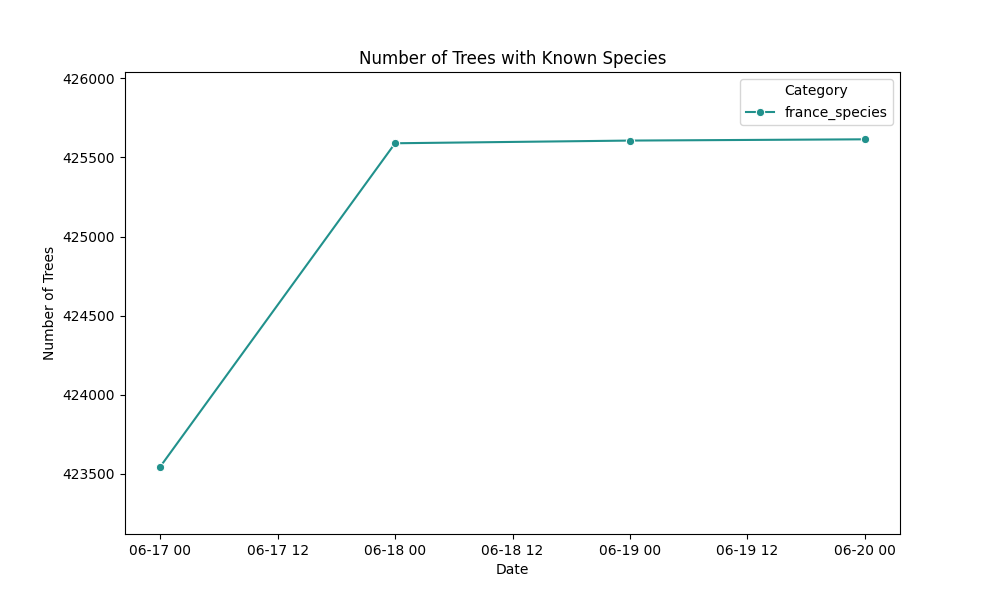 Number of Trees with Known Species
426000
425500
425000
424500
424000
423500
Number of Trees
Category
france_species
06-17 00
06-17 12
06-18 00
06-18 12
06-19 00
06-19 12
06-20 00
Date